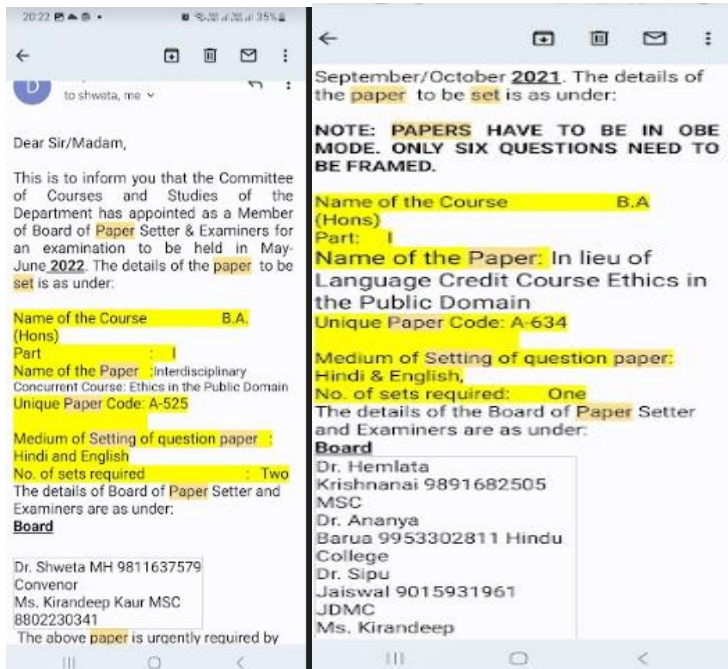 20:22
35%
D
to shweta, me
Dear Sir/Madam,
This is to inform you that the Committee
of Courses and Studies of the
Department has appointed as a Member
of Board of Paper Setter & Examiners for
an examination to be held in May-
June 2022. The details of the paper to be
set is as under:
Name of the Course B.A.
(Hons)
Part : I
Name of the Paper :Interdisciplinary
Concurrent Course: Ethics in the Public Domain
Unique Paper Code: A-525
Medium of Setting of question paper :
Hindi and English
No. of sets required : Two
The details of Board of Paper Setter and
Examiners are as under:
Board
Dr. Shweta MH 9811637579
Convenor
Ms. Kirandeep Kaur MSC
8802230341
The above paper is urgently required by
September/October 2021. The details of
the paper to be set is as under:
NOTE: PAPERS HAVE TO BE IN OBE
MODE. ONLY SIX QUESTIONS NEED TO
BE FRAMED.
Name of the Course B.A
(Hons)
Part: I
Name of the Paper: In lieu of
Language Credit Course Ethics in
the Public Domain
Unique Paper Code: A-634
Medium of Setting of question paper:
Hindi & English,
No. of sets required: One
The details of the Board of Paper Setter
and Examiners are as under:
Board
Dr. Hemlata
Krishnanai 9891682505
MSC
Dr. Ananya
Barua 9953302811 Hindu
College
Dr. Sipu
Jaiswal 9015931961
JDMC
Ms. Kirandeep